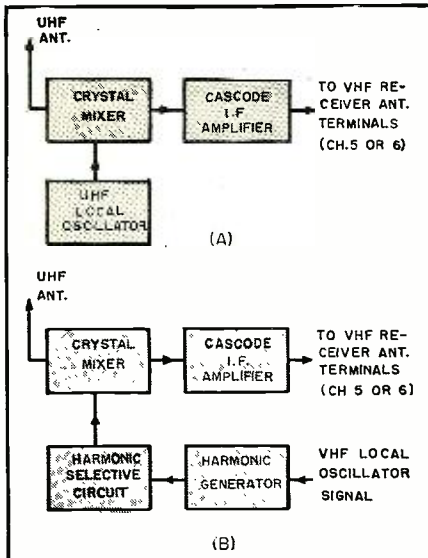 UHF
ANT.
CRYSTAL
MIXER
CASCODE
I.F
AMPLIFIER
TO VHF RE-
CEIVER ANT.
TERMINALS
(CH.5 OR 6)
UHF
LOCAL
OSCILLATOR
(A)
UHF
ANT.
CRYSTAL
MIXER
CASCODE
I.F.
AMPLIFIER
TO VHF RE-
CEIVER ANT.
TERMINALS
(CH 5 OR 6)
HARMONIC
SELECTIVE
CIRCUIT
HARMONIC
GENERATOR
VHF LOCAL
OSCILLATOR
SIGNAL
(B)